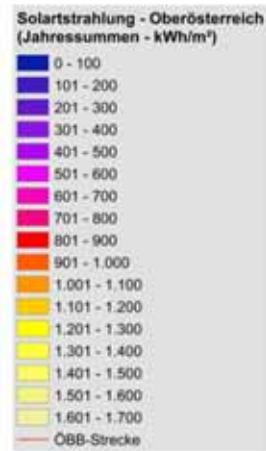 Solartstrahlung - Oberösterreich
(Jahressummen - kWh/m²)
0 - 100
101 - 200
201 - 300
301 - 400
401 - 500
501 - 600
601 - 700
701 - 800
801 - 900
901 - 1.000
1.001 - 1.100
1.101 - 1.200
1.201 - 1.300
1.301 - 1.400
1.401 - 1.500
1.501 - 1.600
1.601 - 1.700
ÖBB-Strecke